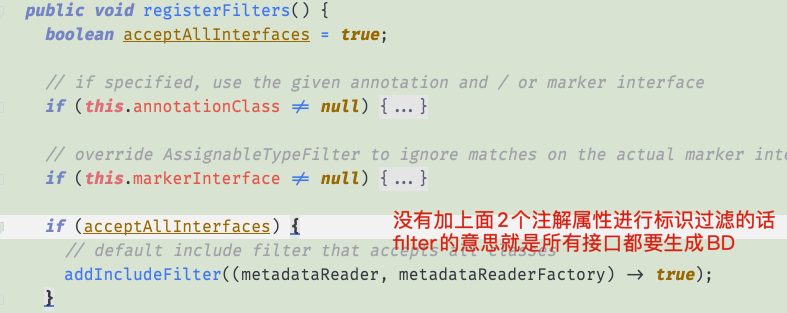 public void registerFilters() {
boolean acceptAllInterfaces = true;
// if specified, use the given annotation and / or marker interface
if (this.annotationClass ≠ null) {...}
// override AssignableTypeFilter to ignore matches on the actual marker inte
if (this.markerInterface ≠ null) {...}
if (acceptAllInterfaces) {
没有加上面2个注解属性进行标识过滤的话
filter的意思就是所有接口都要生成BD
// default include filter that accepts all classes
addIncludeFilter((metadataReader, metadataReaderFactory) → true);
}